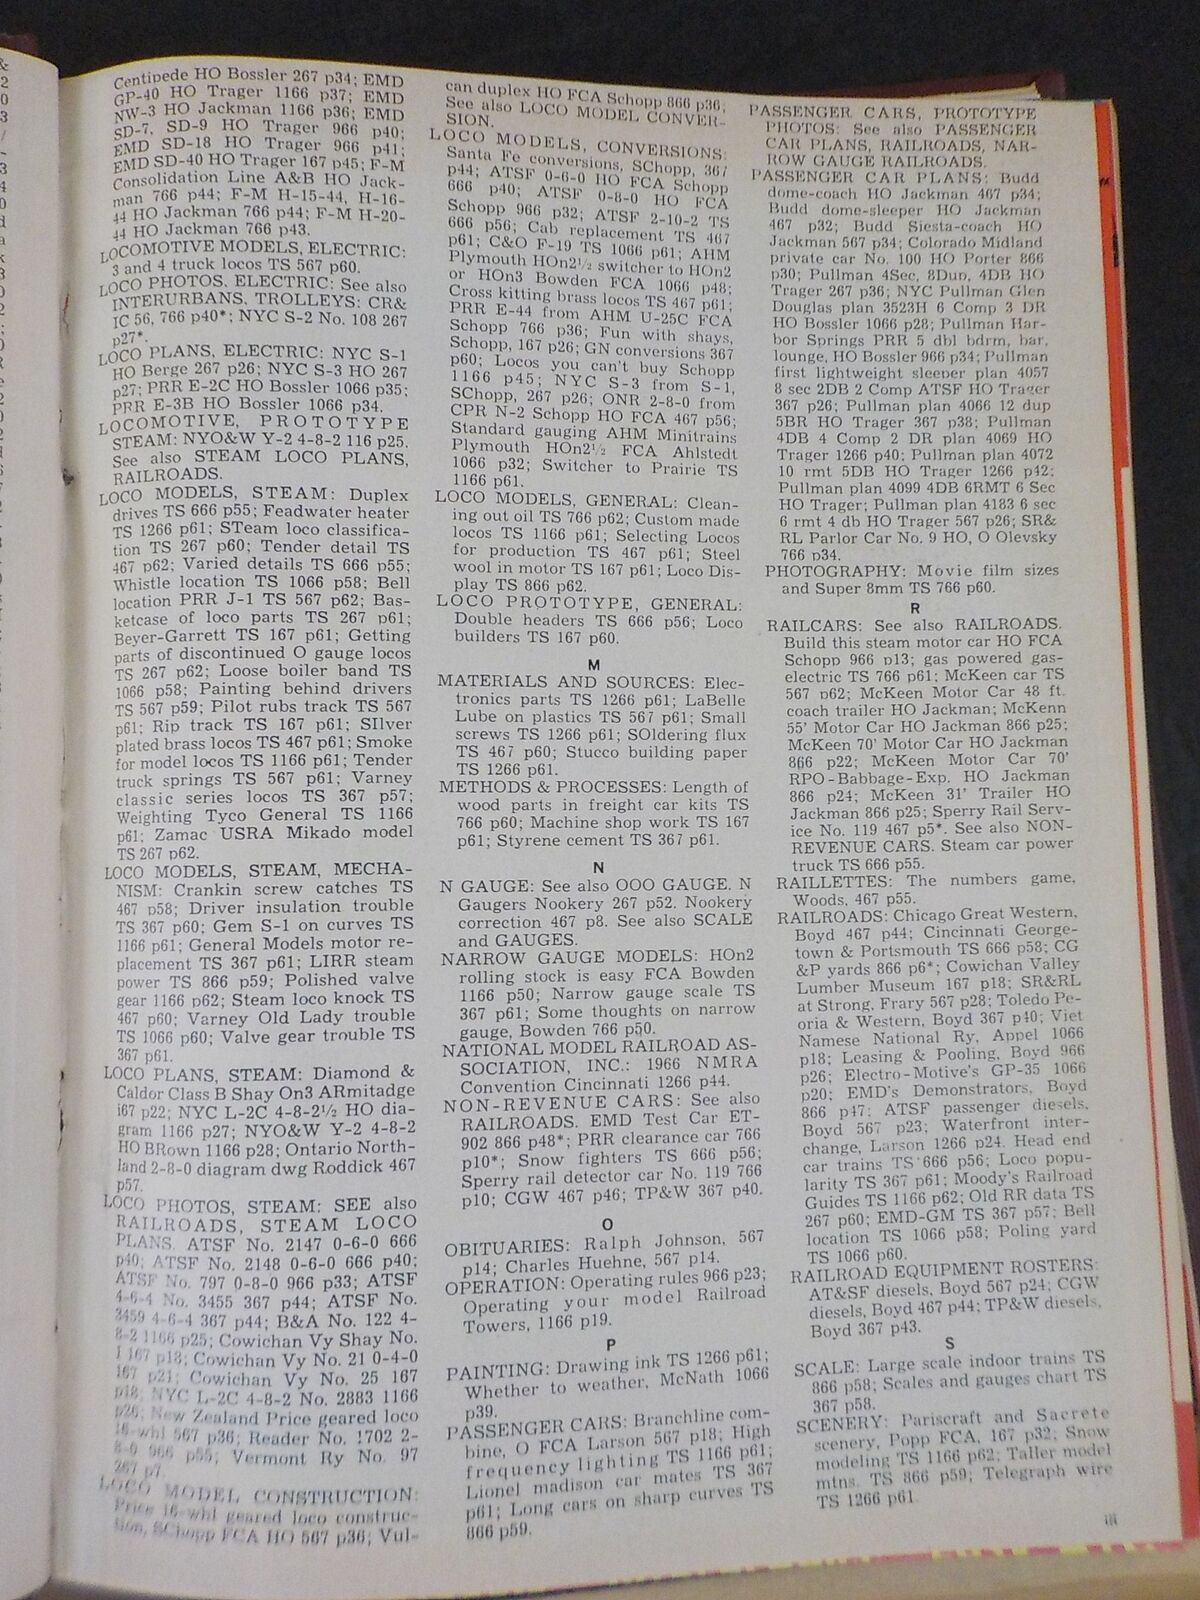 Centipede HO Bossler 267 p34; EMD
GP-40 HO Trager 1166 p37; EMD
NW-3 HO Jackman 1166 p36; EMD
SD-7, SD-9 HO Trager 966 p40;
EMD SD-18 HO Trager 966 p41;
EMD SD-40 HO Trager 167 p45; F-M
Consolidation Line A&B HO Jack-
man 766 p44; F-M H-15-44, H-16-
44 HO Jackman 766 p44; F-M H-20-
44 HO Jackman 766 p43.
LOCOMOTIVE MODELS, ELECTRIC:
3 and 4 truck locos TS 567 p60.
LOCO PHOTOS, ELECTRIC: See also
INTERURBANS, TROLLEYS: CR&
IC 56, 766 p40*; NYC S-2 No. 108 267
p27*.
LOCO PLANS, ELECTRIC: NYC S-1
HO Berge 267 p26; NYC S-3 HO 267
p27; PRR E-2C HO Bossler 1066 p35;
PRR E-3B HO Bossler 1066 p34.
LOCOMOTIVE, PROTOTYPE
STEAM: NYO&W Y-2 4-8-2 116 p25.
See also STEAM LOCO PLANS,
RAILROADS.
LOCO MODELS, STEAM: Duplex
drives TS 666 p55; Feadwater heater
TS 1266 p61; STeam loco classifica-
tion TS 267 p60; Tender detail TS
467 p62; Varied details TS 666 p55;
Whistle location TS 1066 p58; Bell
location PRR J-1 TS 567 p62; Bas-
ketcase of loco parts TS 267 p61;
Beyer-Garrett TS 167 p61; Getting
parts of discontinued O gauge locos
TS 267 p62; Loose boiler band TS
1066 p58; Painting behind drivers
TS 567 p59; Pilot rubs track TS 567
p61; Rip track TS 167 p61; SIlver
plated brass locos TS 467 p61; Smoke
for model locos TS 1166 p61; Tender
truck springs TS 567 p61; Varney
classic series locos TS 367 p57;
Weighting Tyco General TS 1166
p61; Zamac USRA Mikado model
TS 267 p62.
LOCO MODELS, STEAM, MECHA-
NISM: Crankin screw catches TS
467 p58; Driver insulation trouble
TS 367 p60; Gem S-1 on curves TS
1166 p61; General Models motor re-
placement TS 367 p61; LIRR steam
power TS 866 p59; Polished valve
gear 1166 p62; Steam loco knock TS
467 p60; Varney Old Lady trouble
TS 1066 p60; Valve gear trouble TS
367 p61.
LOCO PLANS, STEAM: Diamond &
Caldor Class B Shay On3 ARmitadge
167 p22; NYC L-2C 4-8-2½ HO dia-
gram 1166 p27; NYO&W Y-2 4-8-2
HO BRown 1166 p28; Ontario North-
land 2-8-0 diagram dwg Roddick 467
p57.
LOCO PHOTOS, STEAM: SEE also
RAILROADS, STEAM LOCO
PLANS. ATSF No. 2147 0-6-0 666
p40; ATSF No. 2148 0-6-0 666 p40;
ATSF No. 797 0-8-0 966 p33; ATSF
4-6-4 No. 3455 367 p44; ATSF No.
3459 4-6-4 367 p44; B&A No. 122 4-
8-2 1166 p25; Cowichan Vy Shay No.
1 167 p18; Cowichan Vy No. 21 0-4-0
167 p21; Cowichan Vy No. 25 167
p18; NYC L-2C 4-8-2 No. 2883 1166
p26; New Zealand Price geared loco
16-whl 567 p36; Reader No. 1702 2-
8-0 966 p55; Vermont Ry No. 97
267 p7.
LOCO MODEL CONSTRUCTION:
Price 16-whl geared loco construc-
tion, SChopp FCA HO 567 p36; Vul-
can duplex HO FCA Schopp 866 p36;
See also LOCO MODEL CONVER-
SION.
LOCO MODELS, CONVERSIONS:
Santa Fe conversions, SChopp, 367
p44; ATSF 0-6-0 HO FCA Schopp
666 p40; ATSF 0-8-0 HO FCA
Schopp 966 p32; ATSF 2-10-2 TS
666 p56; Cab replacement TS 467
p61; C&O F-19 TS 1066 p61; AHM
Plymouth HOn2½ switcher to HOn2
or HOn3 Bowden FCA 1066 p48;
Cross kitting brass locos TS 467 p61;
PRR E-44 from AHM U-25C FCA
Schopp 766 p36; Fun with shays,
Schopp, 167 p26; GN conversions 367
p60; Locos you can't buy Schopp
1166 p45; NYC S-3 from S-1,
SChopp, 267 p26; ONR 2-8-0 from
CPR N-2 Schopp HO FCA 467 p56;
Standard gauging AHM Minitrains
Plymouth HOn2½ FCA Ahlstedt
1066 p32; Switcher to Prairie TS
1166 p61.
LOCO MODELS, GENERAL: Clean-
ing out oil TS 766 p62; Custom made
locos TS 1166 p61; Selecting Locos
for production TS 467 p61; Steel
wool in motor TS 167 p61; Loco Dis-
play TS 866 p62.
LOCO PROTOTYPE, GENERAL:
Double headers TS 666 p56; Loco
builders TS 167 p60.
M
MATERIALS AND SOURCES: Elec-
tronics parts TS 1266 p61; LaBelle
Lube on plastics TS 567 p61; Small
screws TS 1266 p61; SOldering flux
TS 467 p60; Stucco building paper
TS 1266 p61.
METHODS & PROCESSES: Length of
wood parts in freight car kits TS
766 p60; Machine shop work TS 167
p61; Styrene cement TS 367 p61.
N
N GAUGE: See also OOO GAUGE. N
Gaugers Nookery 267 p52. Nookery
correction 467 p8. See also SCALE
and GAUGES.
NARROW GAUGE MODELS: HOn2
rolling stock is easy FCA Bowden
1166 p50; Narrow gauge scale TS
367 p61; Some thoughts on narrow
gauge, Bowden 766 p50.
NATIONAL MODEL RAILROAD AS-
SOCIATION, INC.: 1966 NMRA
Convention Cincinnati 1266 p44.
NON-REVENUE CARS: See also
RAILROADS. EMD Test Car ET-
902 866 p48*; PRR clearance car 766
p10*; Snow fighters TS 666 p56;
Sperry rail detector car No. 119 766
p10; CGW 467 p46; TP&W 367 p40.
O
OBITUARIES: Ralph Johnson, 567
p14; Charles Huehne, 567 p14.
OPERATION: Operating rules 966 p23;
Operating your model Railroad
Towers, 1166 p19.
P
PAINTING: Drawing ink TS 1266 p61;
Whether to weather, McNath 1066
p39.
PASSENGER CARS: Branchline com-
bine, O FCA Larson 567 p18; High
frequency lighting TS 1166 p61;
Lionel madison car mates TS 367
p61; Long cars on sharp curves TS
866 p59.
PASSENGER CARS, PROTOTYPE
PHOTOS: See also PASSENGER
CAR PLANS, RAILROADS, NAR-
ROW GAUGE RAILROADS.
PASSENGER CAR PLANS: Budd
dome-coach HO Jackman 467 p34;
Budd dome-sleeper HO Jackman
467 p32; Budd Siesta-coach HO
Jackman 567 p34; Colorado Midland
private car No. 100 HO Porter 866
p30; Pullman 4Sec, 8Dup, 4DB HO
Trager 267 p36; NYC Pullman Glen
Douglas plan 3523H 6 Comp 3 DR
HO Bossler 1066 p28; Pullman Har-
bor Springs PRR 5 dbl bdrm, bar,
lounge, HO Bossler 966 p34; Pullman
first lightweight sleeper plan 4057
8 sec 2DB 2 Comp ATSF HO Trager
367 p26; Pullman plan 4066 12 dup
5BR HO Trager 367 p38; Pullman
4DB 4 Comp 2 DR plan 4069 HO
Trager 1266 p40; Pullman plan 4072
10 rmt 5DB HO Trager 1266 p42;
Pullman plan 4099 4DB 6RMT 6 Sec
HO Trager; Pullman plan 4183 6 sec
6 rmt 4 db HO Trager 567 p26; SR&
RL Parlor Car No. 9 HO, O Olevsky
766 p34.
PHOTOGRAPHY: Movie film sizes
and Super 8mm TS 766 p60.
R
RAILCARS: See also RAILROADS.
Build this steam motor car HO FCA
Schopp 966 p13; gas powered gas-
electric TS 766 p61; McKeen car TS
567 p62; McKeen Motor Car 48 ft.
coach trailer HO Jackman; McKenn
55' Motor Car HO Jackman 866 p25;
McKeen 70' Motor Car HO Jackman
866 p22; McKeen Motor Car 70'
RPO-Babbage-Exp. HO Jackman
866 p24; McKeen 31' Trailer HO
Jackman 866 p25; Sperry Rail Serv-
ice No. 119 467 p5*. See also NON-
REVENUE CARS. Steam car power
truck TS 666 p55.
RAILLETTES: The numbers game,
Woods, 467 p55.
RAILROADS: Chicago Great Western,
Boyd 467 p44; Cincinnati George-
town & Portsmouth TS 666 p58; CG
&P yards 866 p6*; Cowichan Valley
Lumber Museum 167 p18; SR&RL
at Strong, Frary 567 p28; Toledo Pe-
oria & Western, Boyd 367 p40; Viet
Namese National Ry, Appel 1066
p18; Leasing & Pooling, Boyd 966
p26; Electro-Motive's GP-35 1066
p20; EMD's Demonstrators, Boyd
866 p47; ATSF passenger diesels,
Boyd 567 p23; Waterfront inter-
change, Larson 1266 p24. Head end
car trains TS 666 p56; Loco popu-
larity TS 367 p61; Moody's Railroad
Guides TS 1166 p62; Old RR data TS
267 p60; EMD-GM TS 367 p57; Bell
location TS 1066 p58; Poling yard
TS 1066 p60.
RAILROAD EQUIPMENT ROSTERS:
AT&SF diesels, Boyd 567 p24; CGW
diesels, Boyd 467 p44; TP&W diesels,
Boyd 367 p43.
S
SCALE: Large scale indoor trains TS
866 p58; Scales and gauges chart TS
367 p58.
SCENERY: Pariscraft and Sacrete
scenery, Popp FCA, 167 p32; Snow
modeling TS 1166 p62; Taller model
mtns. TS 866 p59; Telegraph wire
TS 1266 p61.
iii